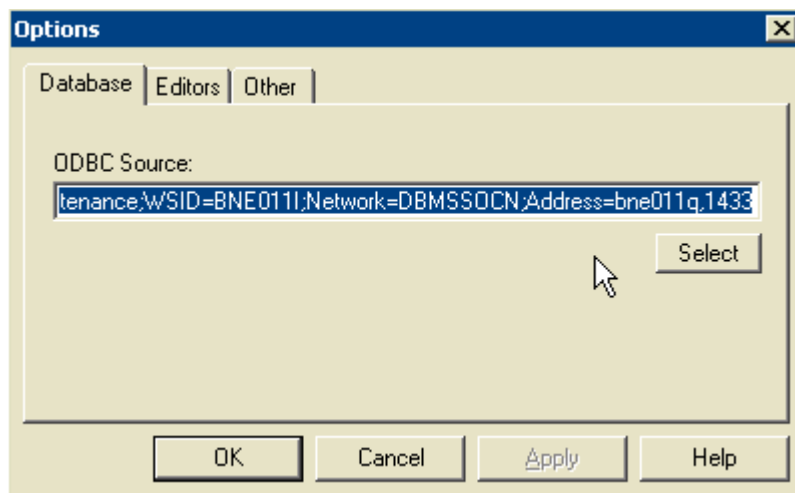 Options
Database Editors Other
ODBC Source:
tenance;WSID=BNE011I;Network=DBMSSOCN;Address=bne011q,1433
Select
OK Cancel Apply Help